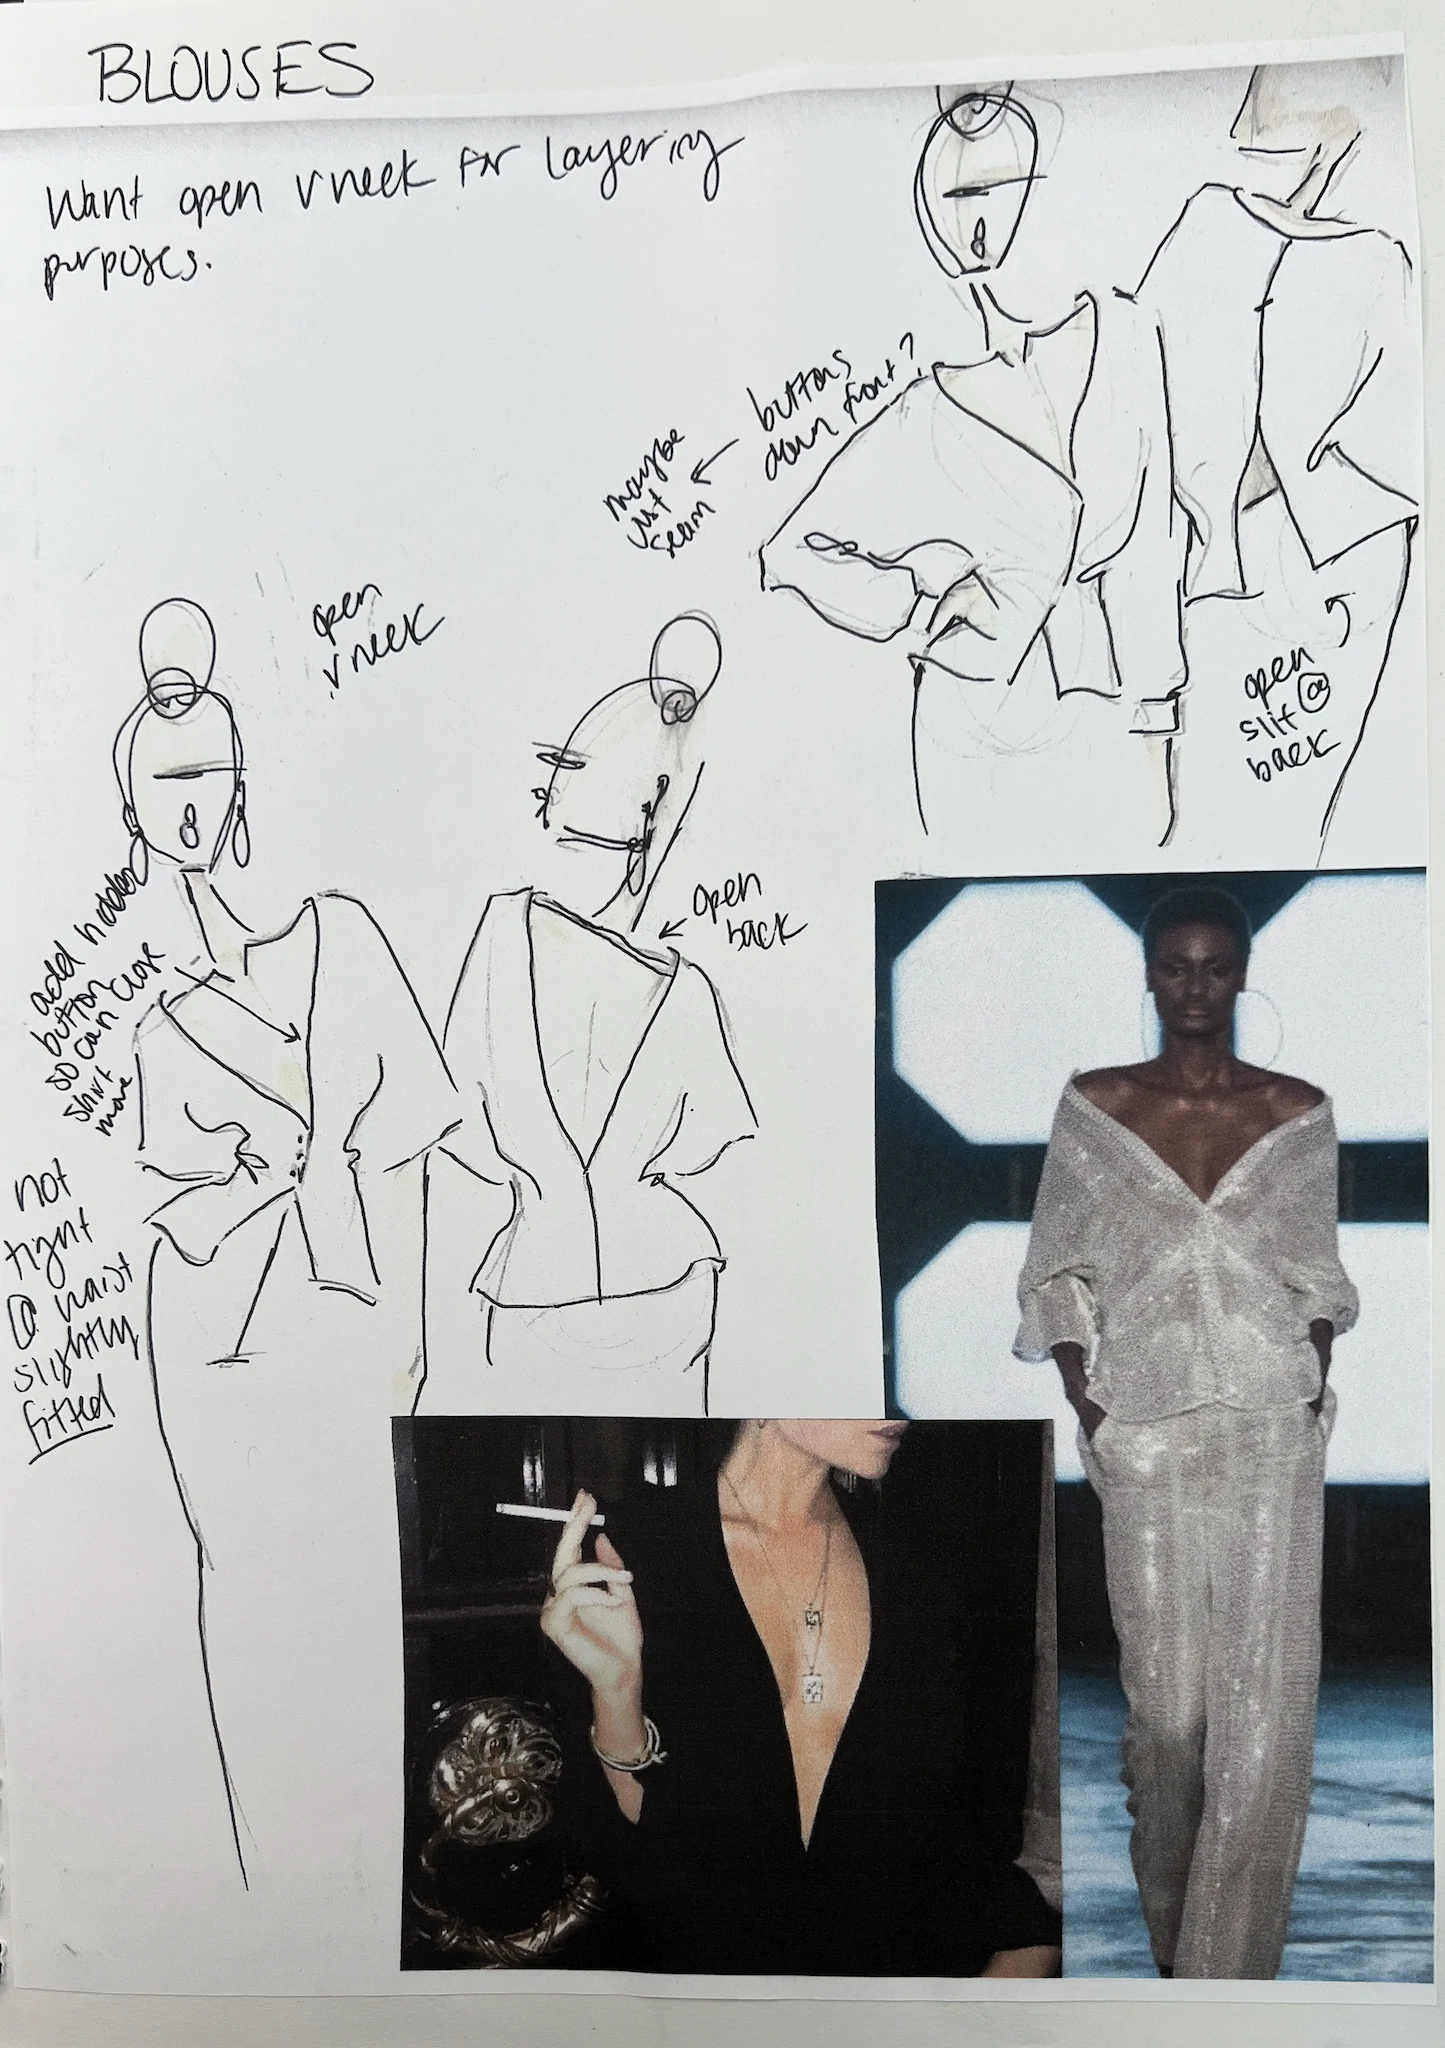 BLOUSES
Want open v neck for layering
purposes.
buttons
down front?
maybe
just
seam
open
slit @
back
open
v neck
open
back
add hidden
button
so can close
shirt
more
not
tight
@ waist
slightly
fitted